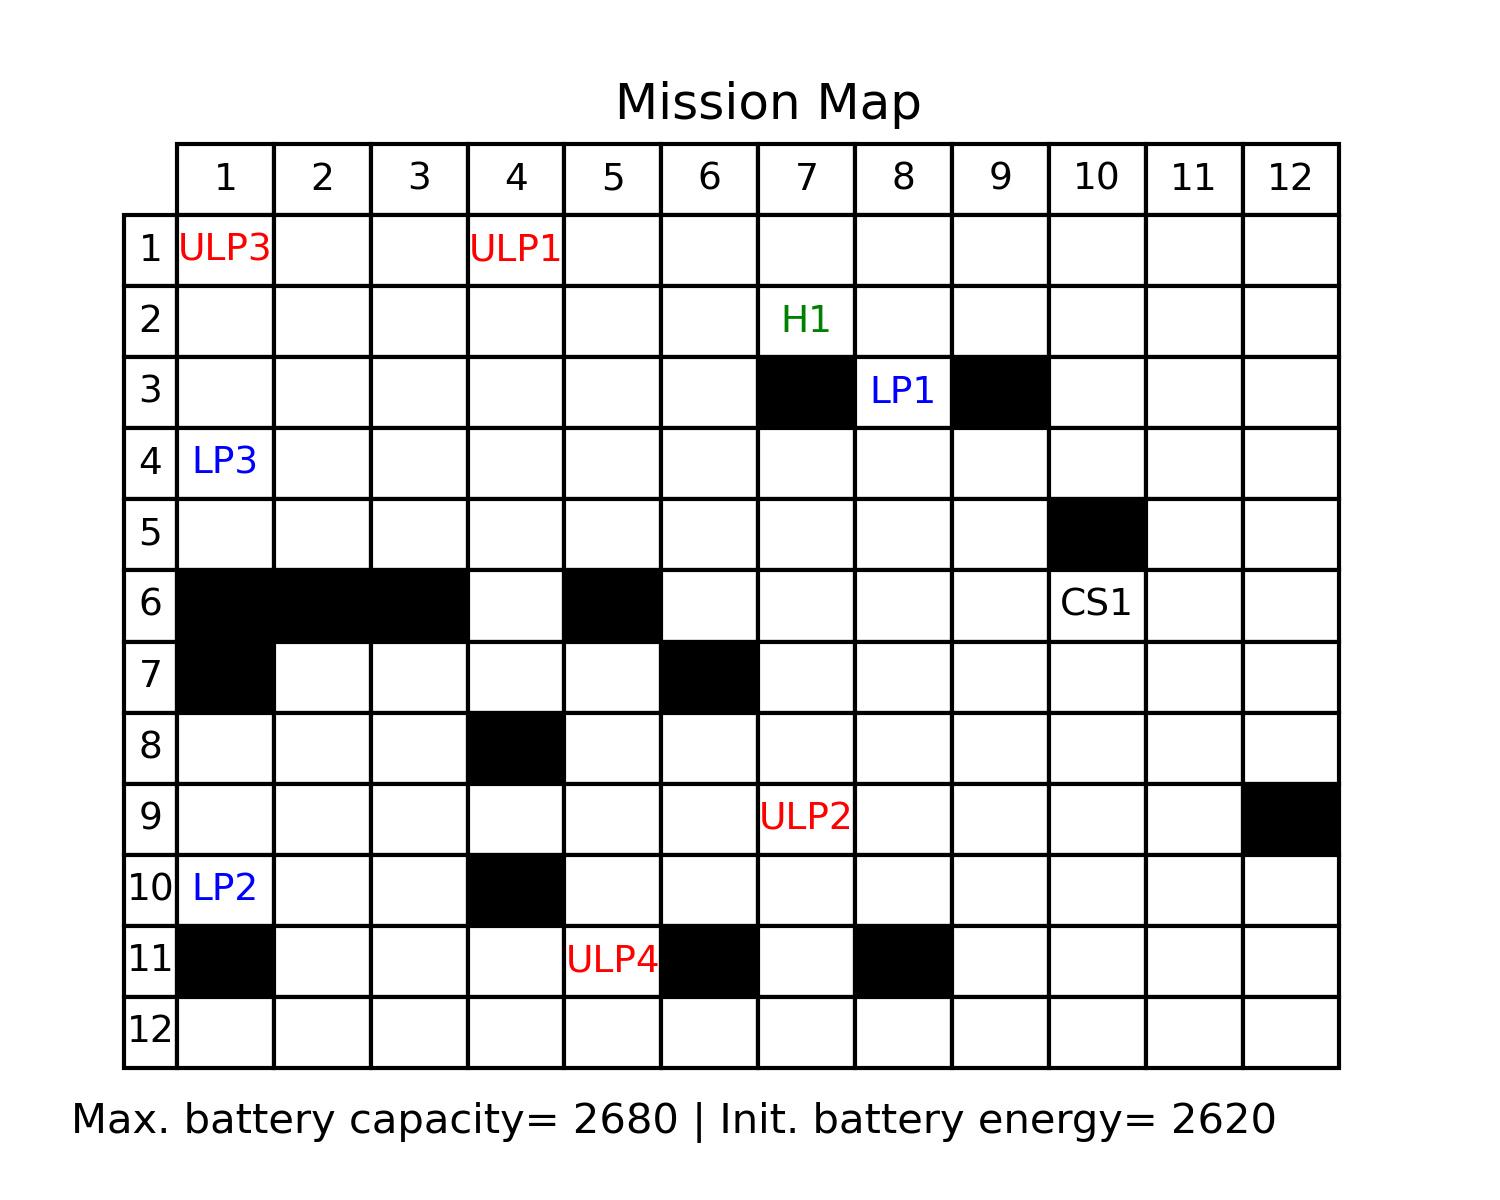 Mission Map
1 2 3 4 5 6 7 8 9 10 11 12
1 ULP3 ULP1
2 H1
3 LP1
4 LP3
5
6 CS1
7
8
9 ULP2
10 LP2
11 ULP4
12
Max. battery capacity= 2680 | Init. battery energy= 2620